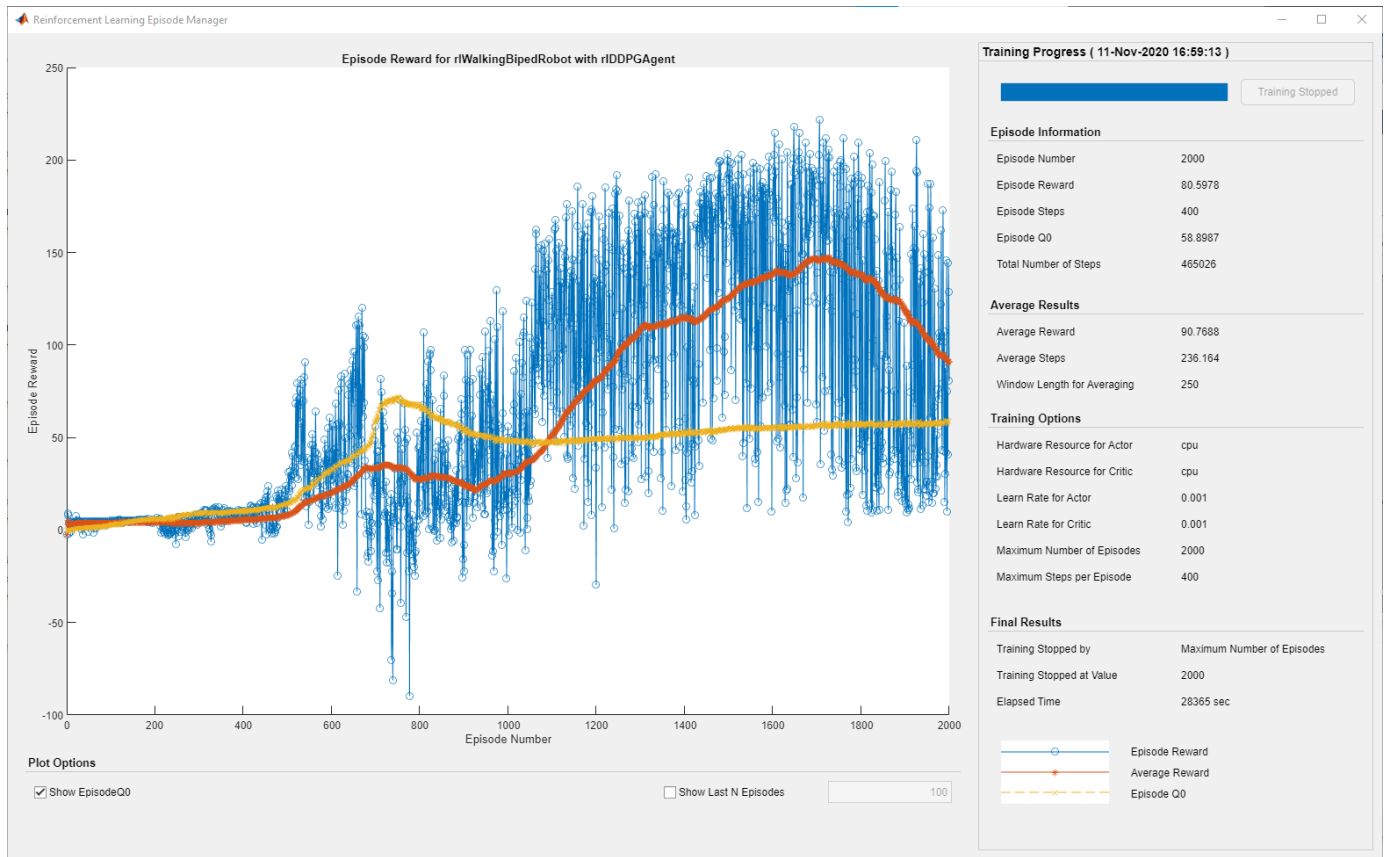 Reinforcement Learning Episode Manager
Episode Reward for rlWalkingBipedRobot with rlDDPGAgent
250
200
150
100
50
0
-50
-100
Episode Reward
0 200 400 600 800 1000 1200 1400 1600 1800 2000
Episode Number
Plot Options
Show EpisodeQ0
Show Last N Episodes 100
Training Progress ( 11-Nov-2020 16:59:13 )
Training Stopped
Episode Information
Episode Number 2000
Episode Reward 80.5978
Episode Steps 400
Episode Q0 58.8987
Total Number of Steps 465026
Average Results
Average Reward 90.7688
Average Steps 236.164
Window Length for Averaging 250
Training Options
Hardware Resource for Actor cpu
Hardware Resource for Critic cpu
Learn Rate for Actor 0.001
Learn Rate for Critic 0.001
Maximum Number of Episodes 2000
Maximum Steps per Episode 400
Final Results
Training Stopped by Maximum Number of Episodes
Training Stopped at Value 2000
Elapsed Time 28365 sec
Episode Reward
Average Reward
Episode Q0